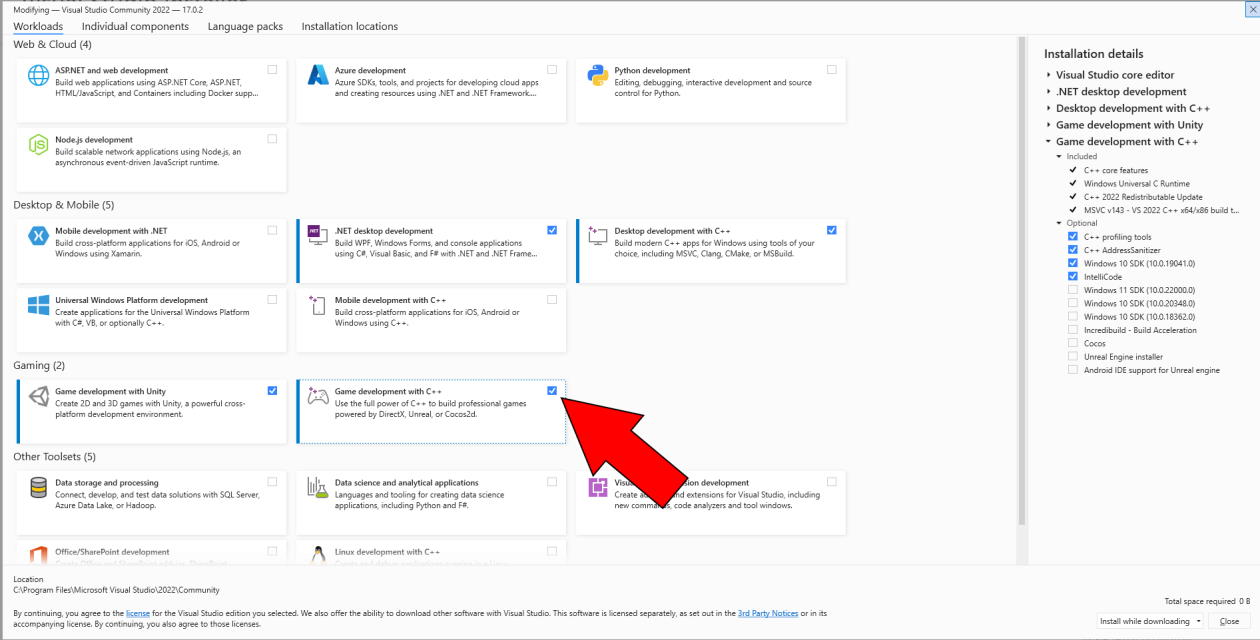 Modifying — Visual Studio Community 2022 — 17.0.2
Workloads Individual components Language packs Installation locations
Web & Cloud (4)
ASP.NET and web development
Build web applications using ASP.NET Core, ASP.NET,
HTML/JavaScript, and Containers including Docker supp...
Azure development
Azure SDKs, tools, and projects for developing cloud apps
and creating resources using .NET and .NET Framework....
Python development
Editing, debugging, interactive development and source
control for Python.
JS
Node.js development
Build scalable network applications using Node.js, an
asynchronous event-driven JavaScript runtime.
Desktop & Mobile (5)
Mobile development with .NET
Build cross-platform applications for iOS, Android or
Windows using Xamarin.
.NET
.NET desktop development
Build WPF, Windows Forms, and console applications
using C#, Visual Basic, and F# with .NET and .NET Frame...
Desktop development with C++
Build modern C++ apps for Windows using tools of your
choice, including MSVC, Clang, CMake, or MSBuild.
Universal Windows Platform development
Create applications for the Universal Windows Platform
with C#, VB, or optionally C++.
Mobile development with C++
Build cross-platform applications for iOS, Android or
Windows using C++.
Gaming (2)
Game development with Unity
Create 2D and 3D games with Unity, a powerful cross-
platform development environment.
Game development with C++
Use the full power of C++ to build professional games
powered by DirectX, Unreal, or Cocos2d.
Other Toolsets (5)
Data storage and processing
Connect, develop, and test data solutions with SQL Server,
Azure Data Lake, or Hadoop.
Data science and analytical applications
Languages and tooling for creating data science
applications, including Python and F#.
development
Create and extensions for Visual Studio, including
new code analyzers and tool windows.
Office/SharePoint development
Linux development with C++
Installation details
Visual Studio core editor
.NET desktop development
Desktop development with C++
Game development with Unity
Game development with C++
Included
C++ core features
Windows Universal C Runtime
C++ 2022 Redistributable Update
MSVC v143 - VS 2022 C++ x64/x86 build t...
Optional
C++ profiling tools
C++ AddressSanitizer
Windows 10 SDK (10.0.19041.0)
IntelliCode
Windows 11 SDK (10.0.22000.0)
Windows 10 SDK (10.0.20348.0)
Windows 10 SDK (10.0.18362.0)
Incredibuild - Build Acceleration
Cocos
Unreal Engine installer
Android IDE support for Unreal engine
Location
C:\Program Files\Microsoft Visual Studio\2022\Community
By continuing, you agree to the license for the Visual Studio edition you selected. We also offer the ability to download other software with Visual Studio. This software is licensed separately, as set out in the 3rd Party Notices or in its
accompanying license. By continuing, you also agree to those licenses.
Total space required 0 B
Install while downloading Close